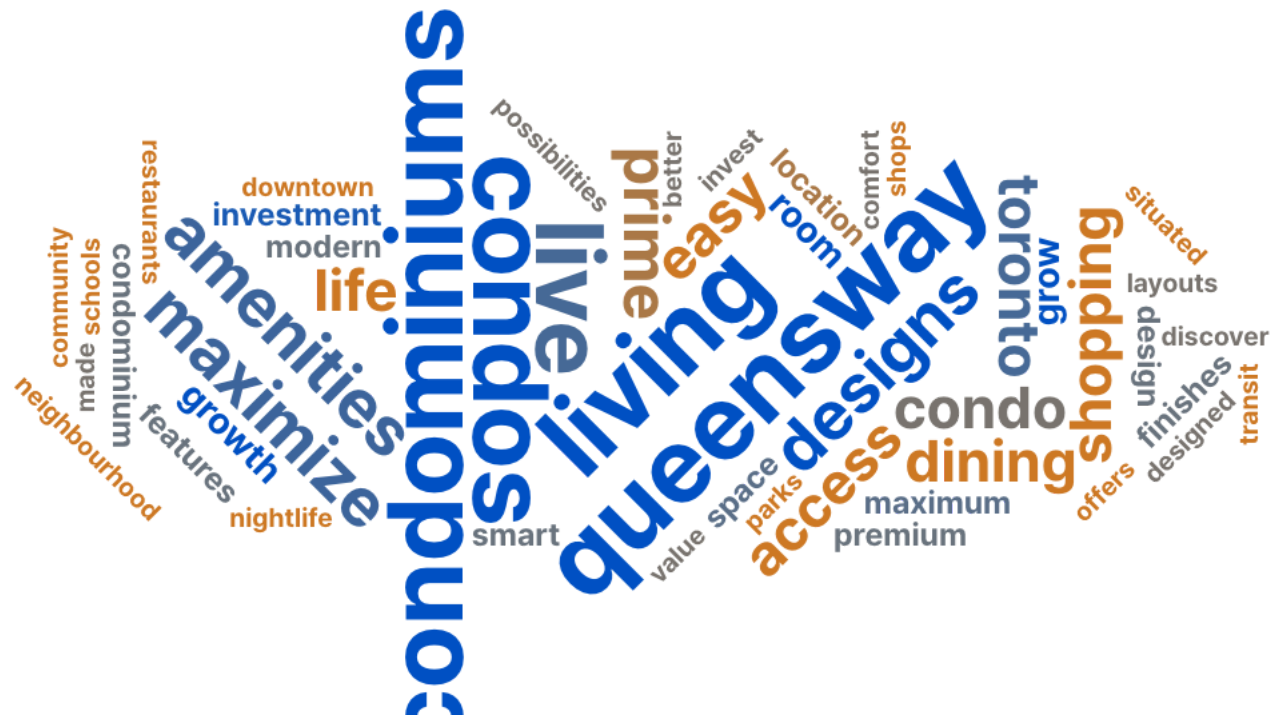 condominiums
possibilities
restaurants
downtown
investment
modern
life
amenities
maximize
community
schools
made
condominium
neighbourhood
features
growth
nightlife
condos
live
smart
prime
better
invest
easy
location
room
comfort
shops
living
queensway
designs
toronto
grow
shopping
situated
layouts
design
discover
finishes
designed
transit
offers
condo
dining
access
maximum
premium
space
parks
value